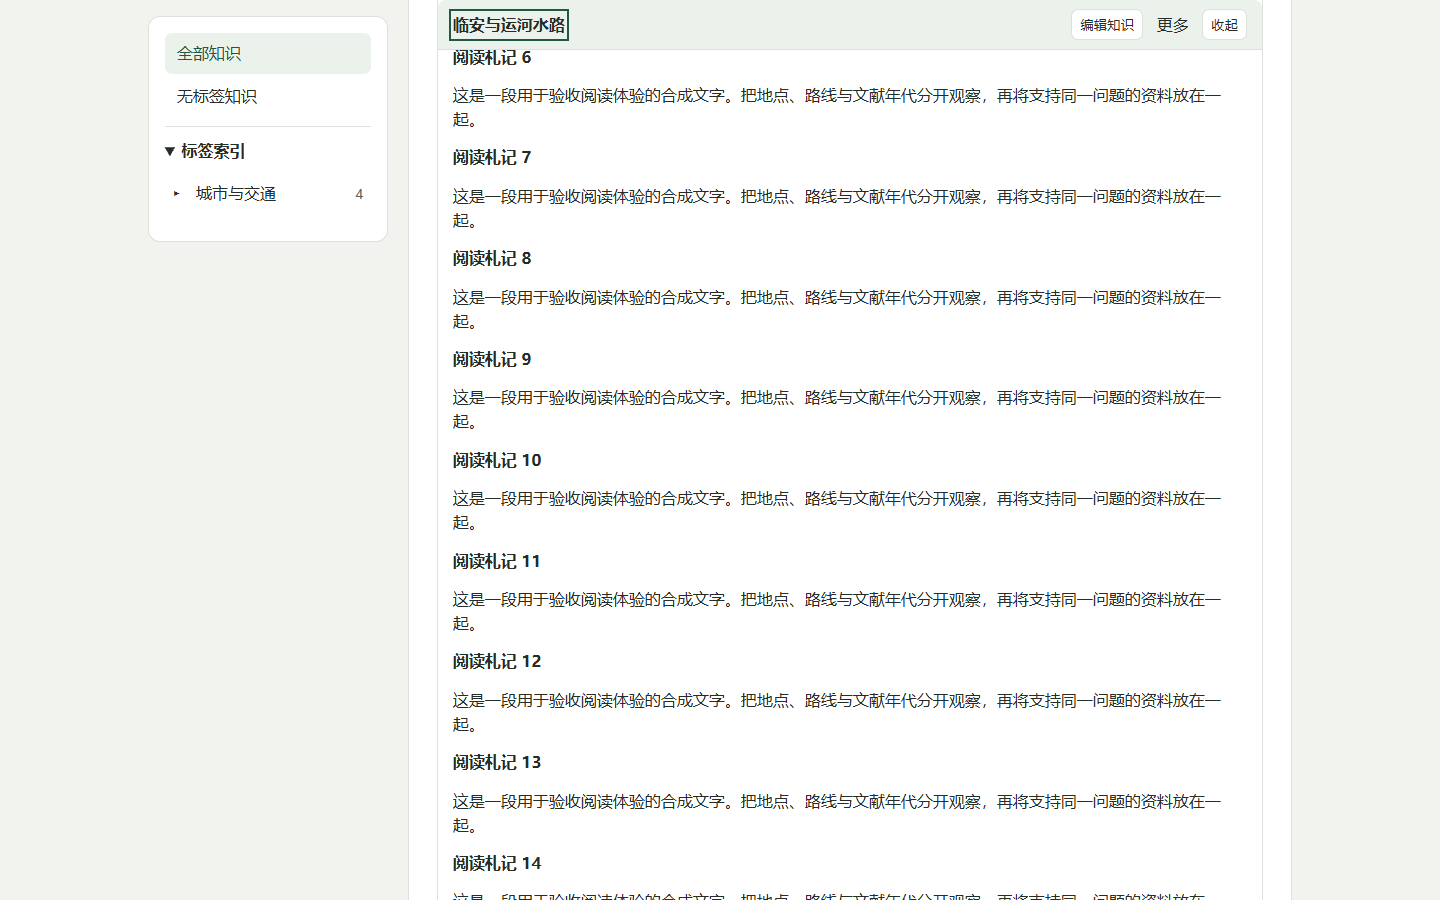 全部知识
无标签知识
▼ 标签索引
▸ 城市与交通 4
临安与运河水路 编辑知识 更多 收起
阅读札记 6
这是一段用于验收阅读体验的合成文字。把地点、路线与文献年代分开观察，再将支持同一问题的资料放在一
起。
阅读札记 7
这是一段用于验收阅读体验的合成文字。把地点、路线与文献年代分开观察，再将支持同一问题的资料放在一
起。
阅读札记 8
这是一段用于验收阅读体验的合成文字。把地点、路线与文献年代分开观察，再将支持同一问题的资料放在一
起。
阅读札记 9
这是一段用于验收阅读体验的合成文字。把地点、路线与文献年代分开观察，再将支持同一问题的资料放在一
起。
阅读札记 10
这是一段用于验收阅读体验的合成文字。把地点、路线与文献年代分开观察，再将支持同一问题的资料放在一
起。
阅读札记 11
这是一段用于验收阅读体验的合成文字。把地点、路线与文献年代分开观察，再将支持同一问题的资料放在一
起。
阅读札记 12
这是一段用于验收阅读体验的合成文字。把地点、路线与文献年代分开观察，再将支持同一问题的资料放在一
起。
阅读札记 13
这是一段用于验收阅读体验的合成文字。把地点、路线与文献年代分开观察，再将支持同一问题的资料放在一
起。
阅读札记 14